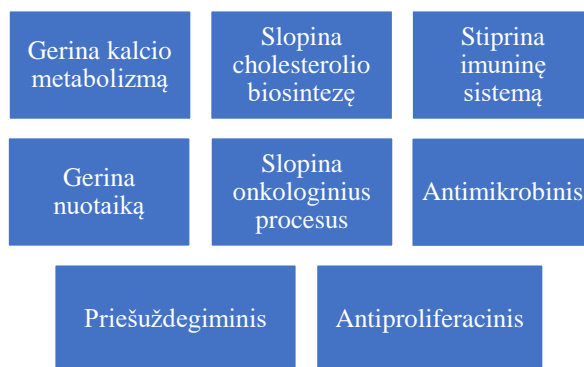 Gerina kalcio
metabolizmą
Slopina
cholesterolio
biosintezę
Stiprina
imuninę
sistemą
Gerina
nuotaiką
Slopina
onkologinius
procesus
Antimikrobinis
Priešuždegiminis
Antiproliferacinis